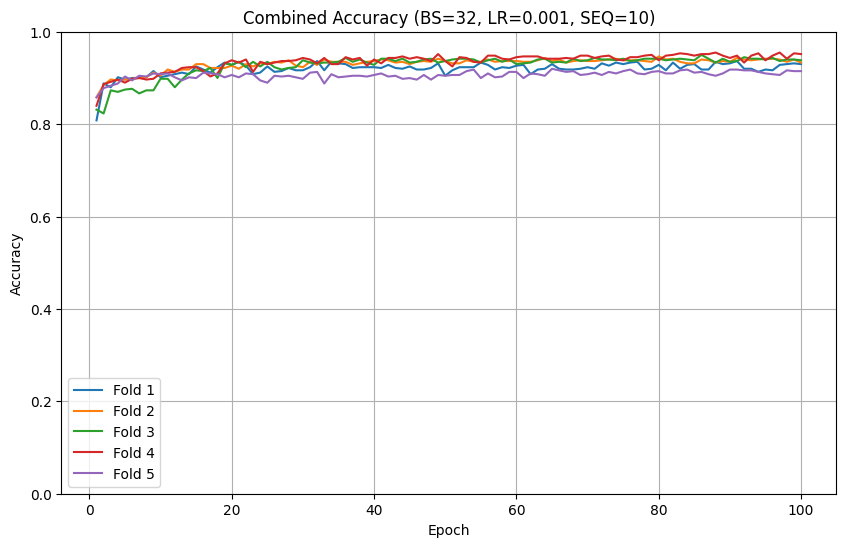 Combined Accuracy (BS=32, LR=0.001, SEQ=10)
1.0
0.8
0.6
0.4
0.2
0.0
Accuracy
Fold 1
Fold 2
Fold 3
Fold 4
Fold 5
0 20 40 60 80 100
Epoch